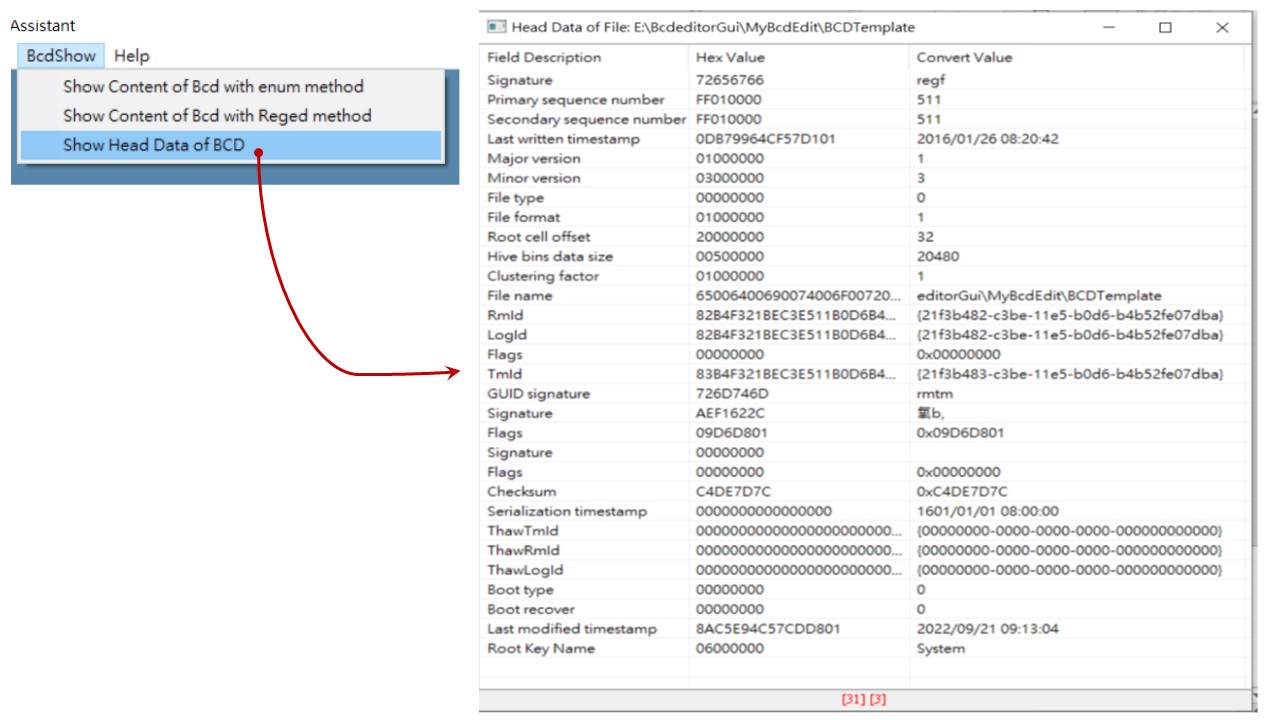 Assistant
BcdShow Help
Show Content of Bcd with enum method
Show Content of Bcd with Reged method
Show Head Data of BCD
Head Data of File: E:\BcdeditorGui\MyBcdEdit\BCDTemplate
Field Description Hex Value Convert Value
Signature 72656766 regf
Primary sequence number FF010000 511
Secondary sequence number FF010000 511
Last written timestamp 0DB79964CF57D101 2016/01/26 08:20:42
Major version 01000000 1
Minor version 03000000 3
File type 00000000 0
File format 01000000 1
Root cell offset 20000000 32
Hive bins data size 00500000 20480
Clustering factor 01000000 1
File name 65006400690074006F00720... editorGui\MyBcdEdit\BCDTemplate
RmId 82B4F321BEC3E511B0D6B4... {21f3b482-c3be-11e5-b0d6-b4b52fe07dba}
LogId 82B4F321BEC3E511B0D6B4... {21f3b482-c3be-11e5-b0d6-b4b52fe07dba}
Flags 00000000 0x00000000
TmId 83B4F321BEC3E511B0D6B4... {21f3b483-c3be-11e5-b0d6-b4b52fe07dba}
GUID signature 726D746D rmtm
Signature AEF1622C 氭b,
Flags 09D6D801 0x09D6D801
Signature 00000000
Flags 00000000 0x00000000
Checksum C4DE7D7C 0xC4DE7D7C
Serialization timestamp 0000000000000000 1601/01/01 08:00:00
ThawTmId 00000000000000000000000... {00000000-0000-0000-0000-000000000000}
ThawRmId 00000000000000000000000... {00000000-0000-0000-0000-000000000000}
ThawLogId 00000000000000000000000... {00000000-0000-0000-0000-000000000000}
Boot type 00000000 0
Boot recover 00000000 0
Last modified timestamp 8AC5E94C57CDD801 2022/09/21 09:13:04
Root Key Name 06000000 System
[31] [3]